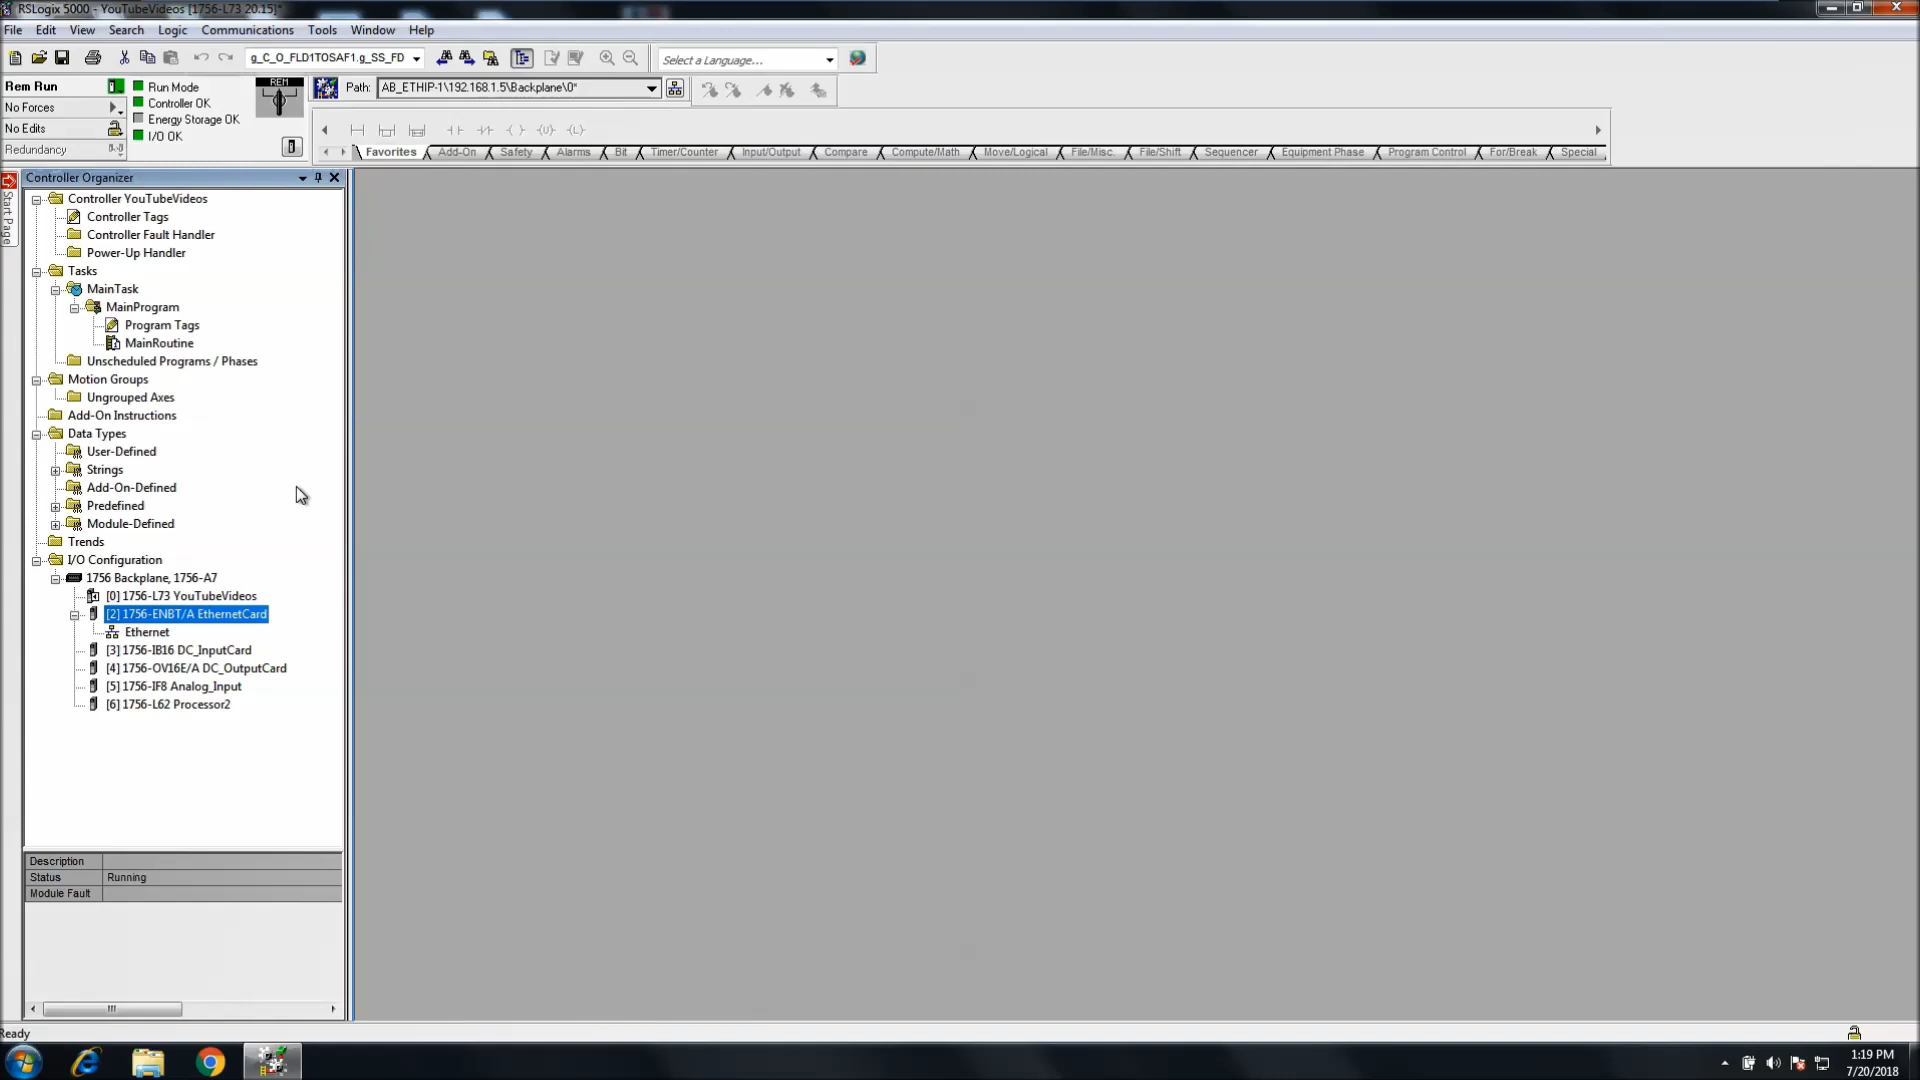 RSLogix 5000 - YouTubeVideos [1756-L73 20.15]*
File Edit View Search Logic Communications Tools Window Help
g_C_O_FLD1TOSAF1.g_SS_FD
Select a Language...
Rem Run
No Forces
No Edits
Redundancy
Run Mode
Controller OK
Energy Storage OK
I/O OK
REM
Path: AB_ETHIP-1\192.168.1.5\Backplane\0*
Favorites Add-On Safety Alarms Bit Timer/Counter Input/Output Compare Compute/Math Move/Logical File/Misc. File/Shift Sequencer Equipment Phase Program Control For/Break Special
Start Page
Controller Organizer
Controller YouTubeVideos
Controller Tags
Controller Fault Handler
Power-Up Handler
Tasks
MainTask
MainProgram
Program Tags
MainRoutine
Unscheduled Programs / Phases
Motion Groups
Ungrouped Axes
Add-On Instructions
Data Types
User-Defined
Strings
Add-On-Defined
Predefined
Module-Defined
Trends
I/O Configuration
1756 Backplane, 1756-A7
[0] 1756-L73 YouTubeVideos
[2] 1756-ENBT/A EthernetCard
Ethernet
[3] 1756-IB16 DC_InputCard
[4] 1756-OV16E/A DC_OutputCard
[5] 1756-IF8 Analog_Input
[6] 1756-L62 Processor2
Description
Status Running
Module Fault
Ready
1:19 PM
7/20/2018